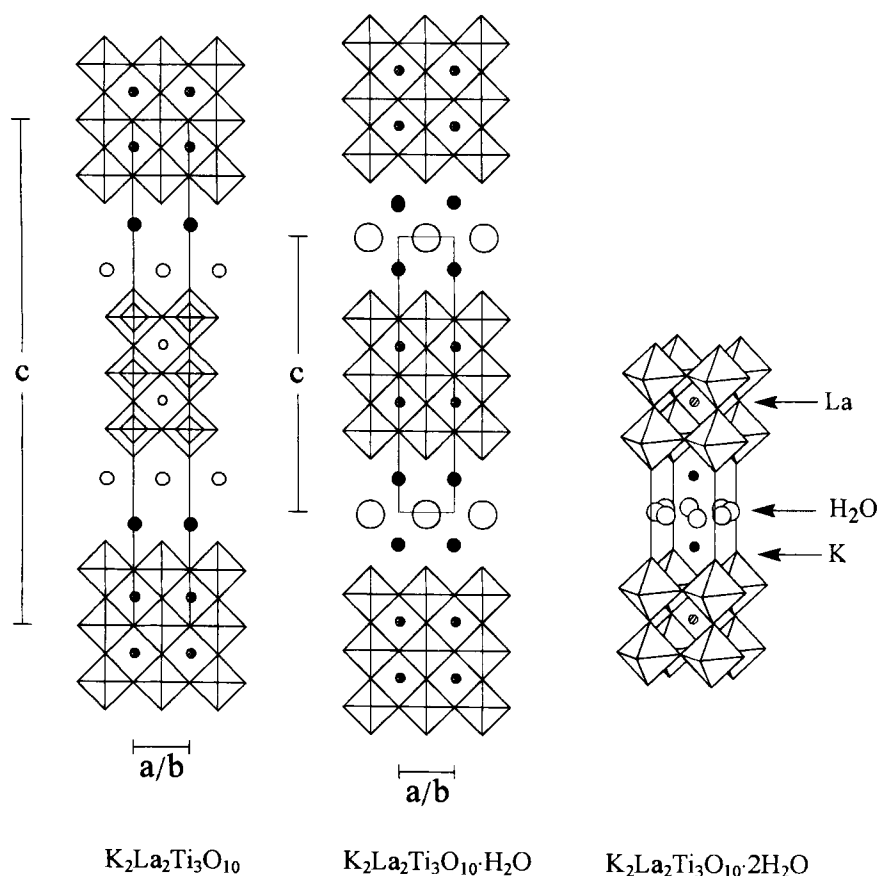 c
a/b
K₂La₂Ti₃O₁₀
c
a/b
K₂La₂Ti₃O₁₀·H₂O
La
H₂O
K
K₂La₂Ti₃O₁₀·2H₂O